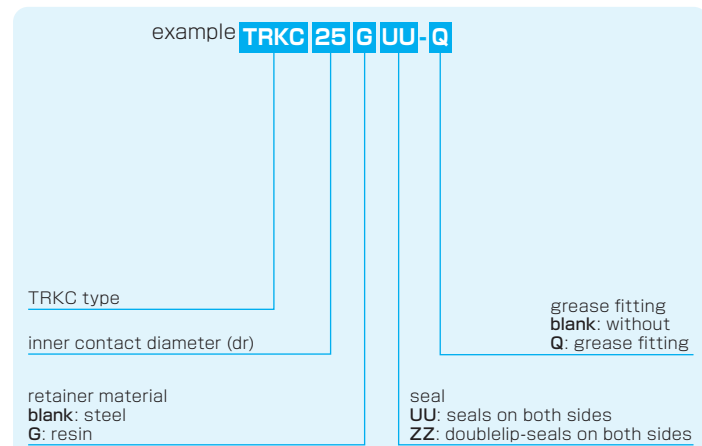 example TRKC 25 G UU-Q
TRKC type
inner contact diameter (dr)
retainer material
blank: steel
G: resin
grease fitting
blank: without
Q: grease fitting
seal
UU: seals on both sides
ZZ: doublelip-seals on both sides